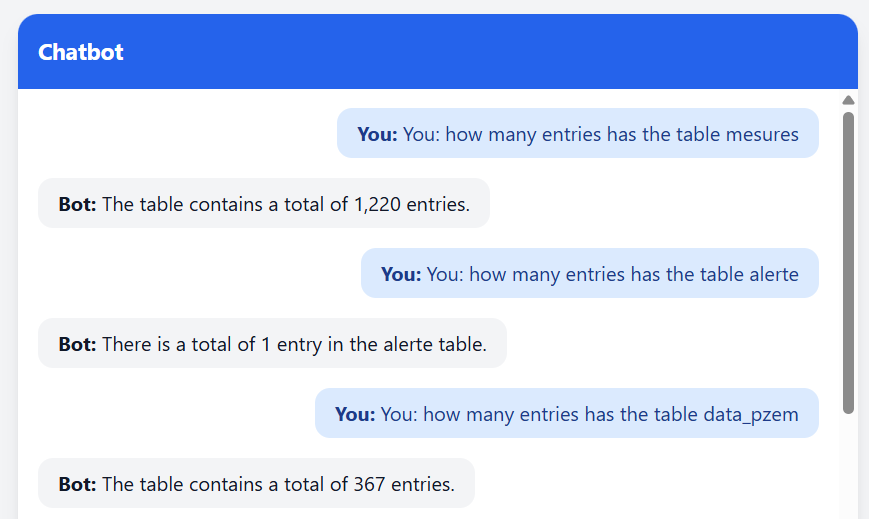 Chatbot
You: You: how many entries has the table mesures
Bot: The table contains a total of 1,220 entries.
You: You: how many entries has the table alerte
Bot: There is a total of 1 entry in the alerte table.
You: You: how many entries has the table data_pzem
Bot: The table contains a total of 367 entries.